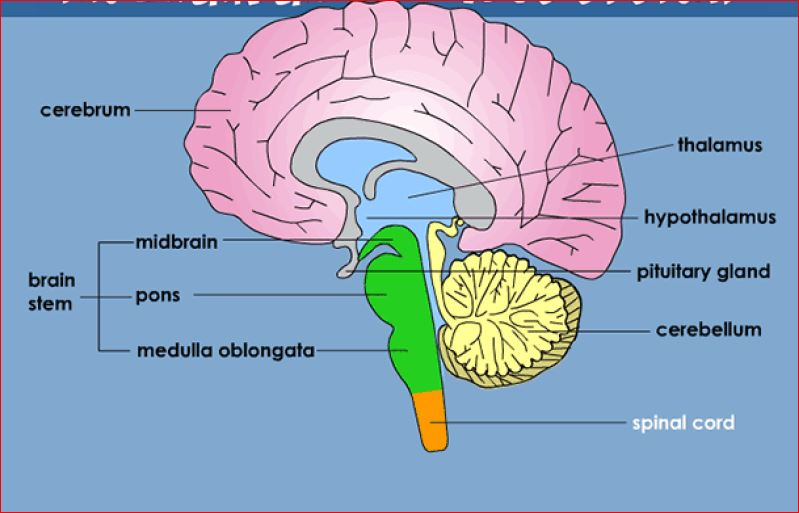 cerebrum
thalamus
hypothalamus
midbrain
pituitary gland
brain
stem
pons
cerebellum
medulla oblongata
spinal cord